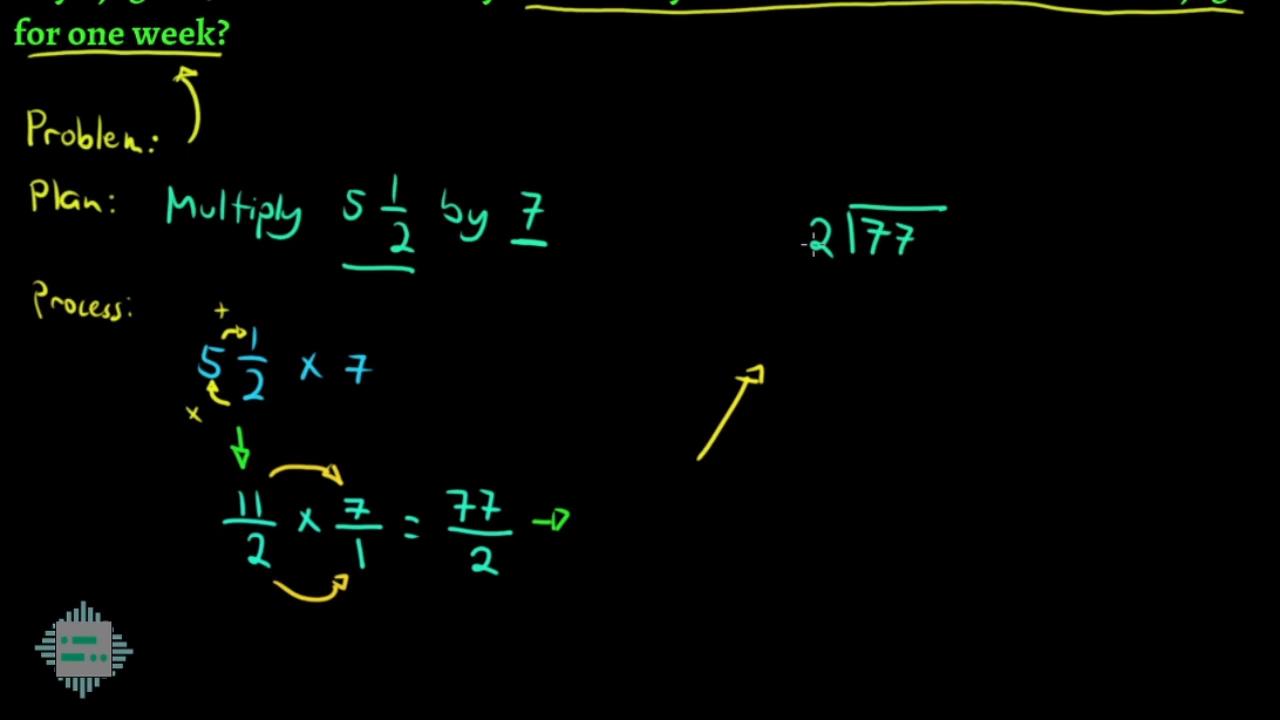 for one week?
Problem:
Plan: Multiply 5 1/2 by 7
Process:
+
5 1/2 x 7
x
11/2 x 7/1 = 77/2 →
2 77